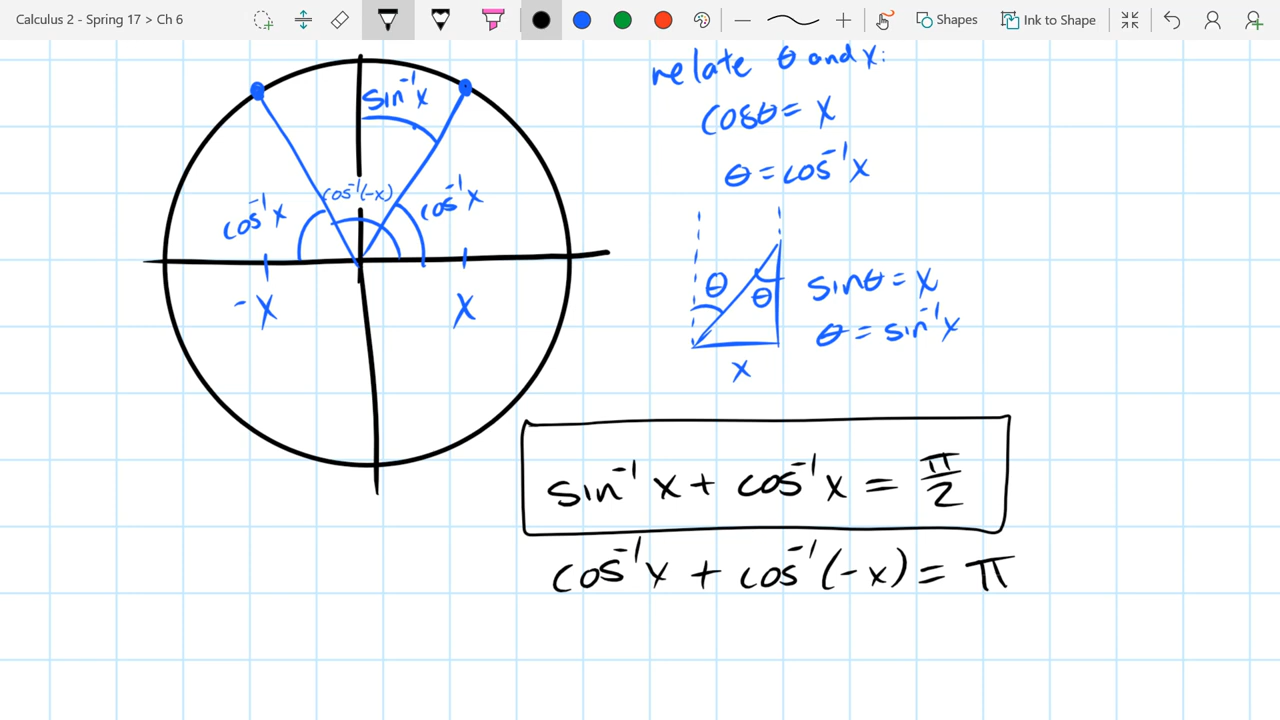 Calculus 2 - Spring 17 > Ch 6
Shapes
Ink to Shape
sin⁻¹x
cos⁻¹x
cos⁻¹(-x)
cos⁻¹x
-x
x
relate θ and x:
cosθ = x
θ = cos⁻¹x
θ
θ
x
sinθ = x
θ = sin⁻¹x
sin⁻¹x + cos⁻¹x = π/2
cos⁻¹x + cos⁻¹(-x) = π